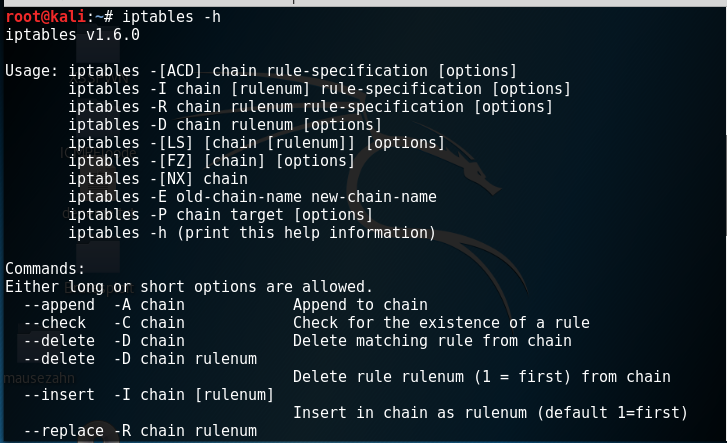 root@kali:~# iptables -h
iptables v1.6.0

Usage: iptables -[ACD] chain rule-specification [options]
       iptables -I chain [rulenum] rule-specification [options]
       iptables -R chain rulenum rule-specification [options]
       iptables -D chain rulenum [options]
       iptables -[LS] [chain [rulenum]] [options]
       iptables -[FZ] [chain] [options]
       iptables -[NX] chain
       iptables -E old-chain-name new-chain-name
       iptables -P chain target [options]
       iptables -h (print this help information)

Commands:
Either long or short options are allowed.
  --append  -A chain            Append to chain
  --check   -C chain            Check for the existence of a rule
  --delete  -D chain            Delete matching rule from chain
  --delete  -D chain rulenum
                                Delete rule rulenum (1 = first) from chain
mausezahn
  --insert  -I chain [rulenum]
                                Insert in chain as rulenum (default 1=first)
  --replace -R chain rulenum